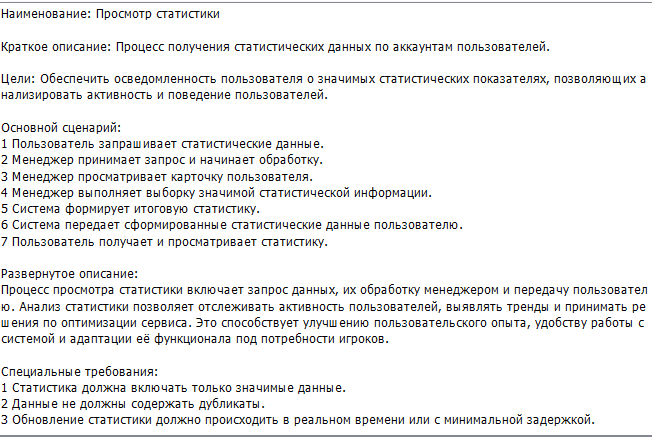 Наименование: Просмотр статистики
Краткое описание: Процесс получения статистических данных по аккаунтам пользователей.
Цели: Обеспечить осведомленность пользователя о значимых статистических показателях, позволяющих а
нализировать активность и поведение пользователей.
Основной сценарий:
1 Пользователь запрашивает статистические данные.
2 Менеджер принимает запрос и начинает обработку.
3 Менеджер просматривает карточку пользователя.
4 Менеджер выполняет выборку значимой статистической информации.
5 Система формирует итоговую статистику.
6 Система передает сформированные статистические данные пользователю.
7 Пользователь получает и просматривает статистику.
Развернутое описание:
Процесс просмотра статистики включает запрос данных, их обработку менеджером и передачу пользовател
ю. Анализ статистики позволяет отслеживать активность пользователей, выявлять тренды и принимать ре
шения по оптимизации сервиса. Это способствует улучшению пользовательского опыта, удобству работы с
системой и адаптации её функционала под потребности игроков.
Специальные требования:
1 Статистика должна включать только значимые данные.
2 Данные не должны содержать дубликаты.
3 Обновление статистики должно происходить в реальном времени или с минимальной задержкой.